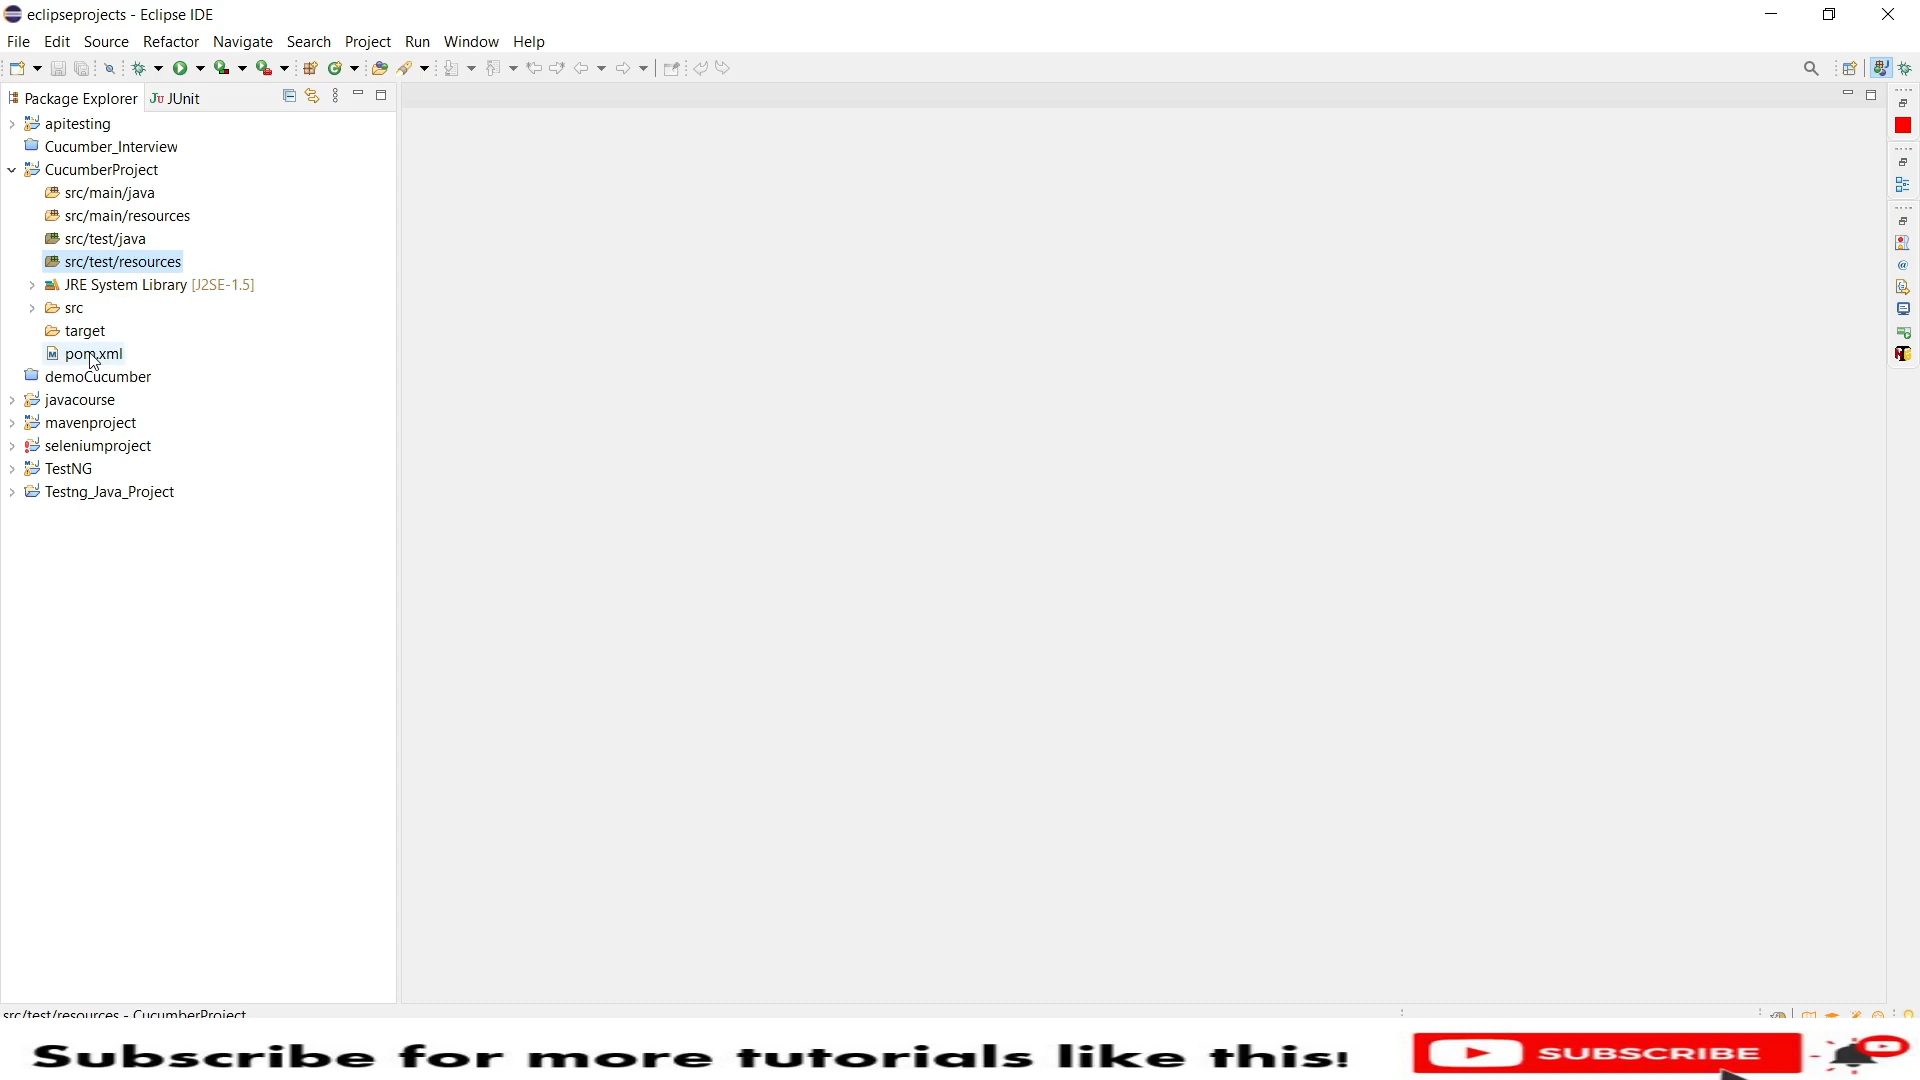 eclipseprojects - Eclipse IDE
File Edit Source Refactor Navigate Search Project Run Window Help
Package Explorer JUnit
apitesting
Cucumber_Interview
CucumberProject
src/main/java
src/main/resources
src/test/java
src/test/resources
JRE System Library [J2SE-1.5]
src
target
pom.xml
demoCucumber
javacourse
mavenproject
seleniumproject
TestNG
Testng_Java_Project
src/test/resources - CucumberProject
Subscribe for more tutorials like this! SUBSCRIBE